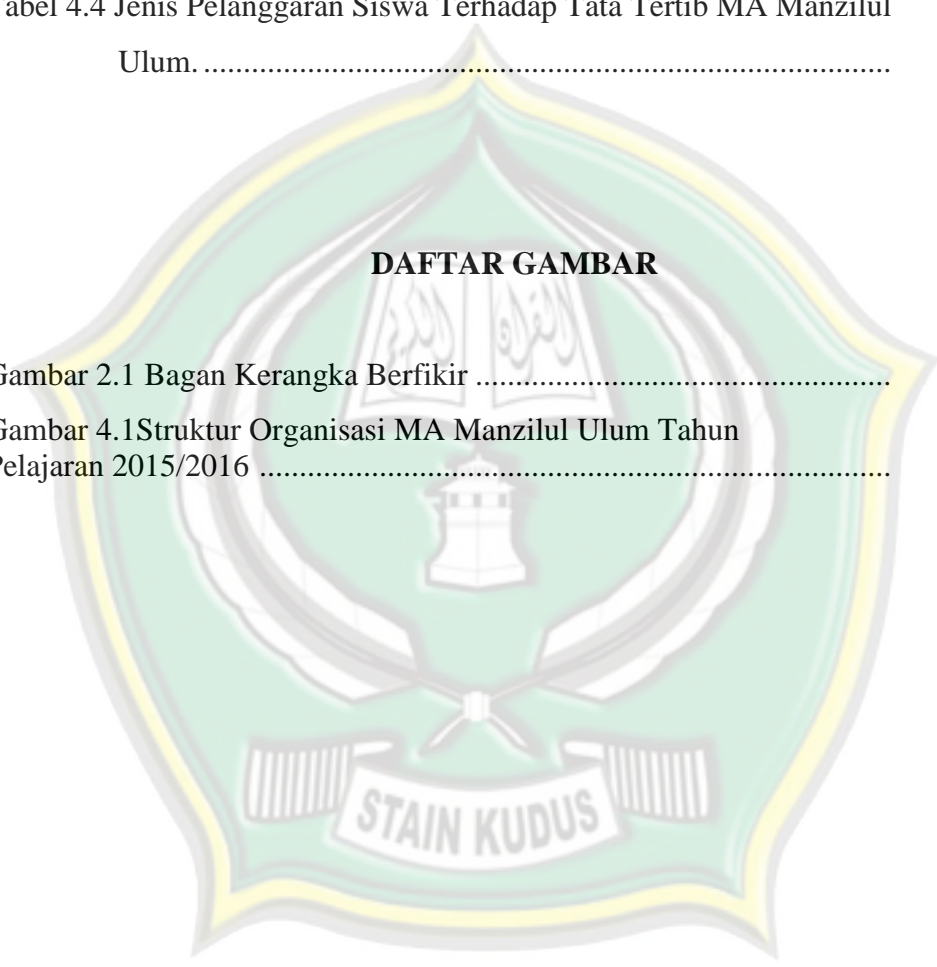 Tabel 4.4 Jenis Pelanggaran Siswa Terhadap Tata Tertib MA Manzilul
Ulum. ......................................................................................
DAFTAR GAMBAR
Gambar 2.1 Bagan Kerangka Berfikir ....................................................
Gambar 4.1Struktur Organisasi MA Manzilul Ulum Tahun
Pelajaran 2015/2016 ...............................................................................
STAIN KUDUS